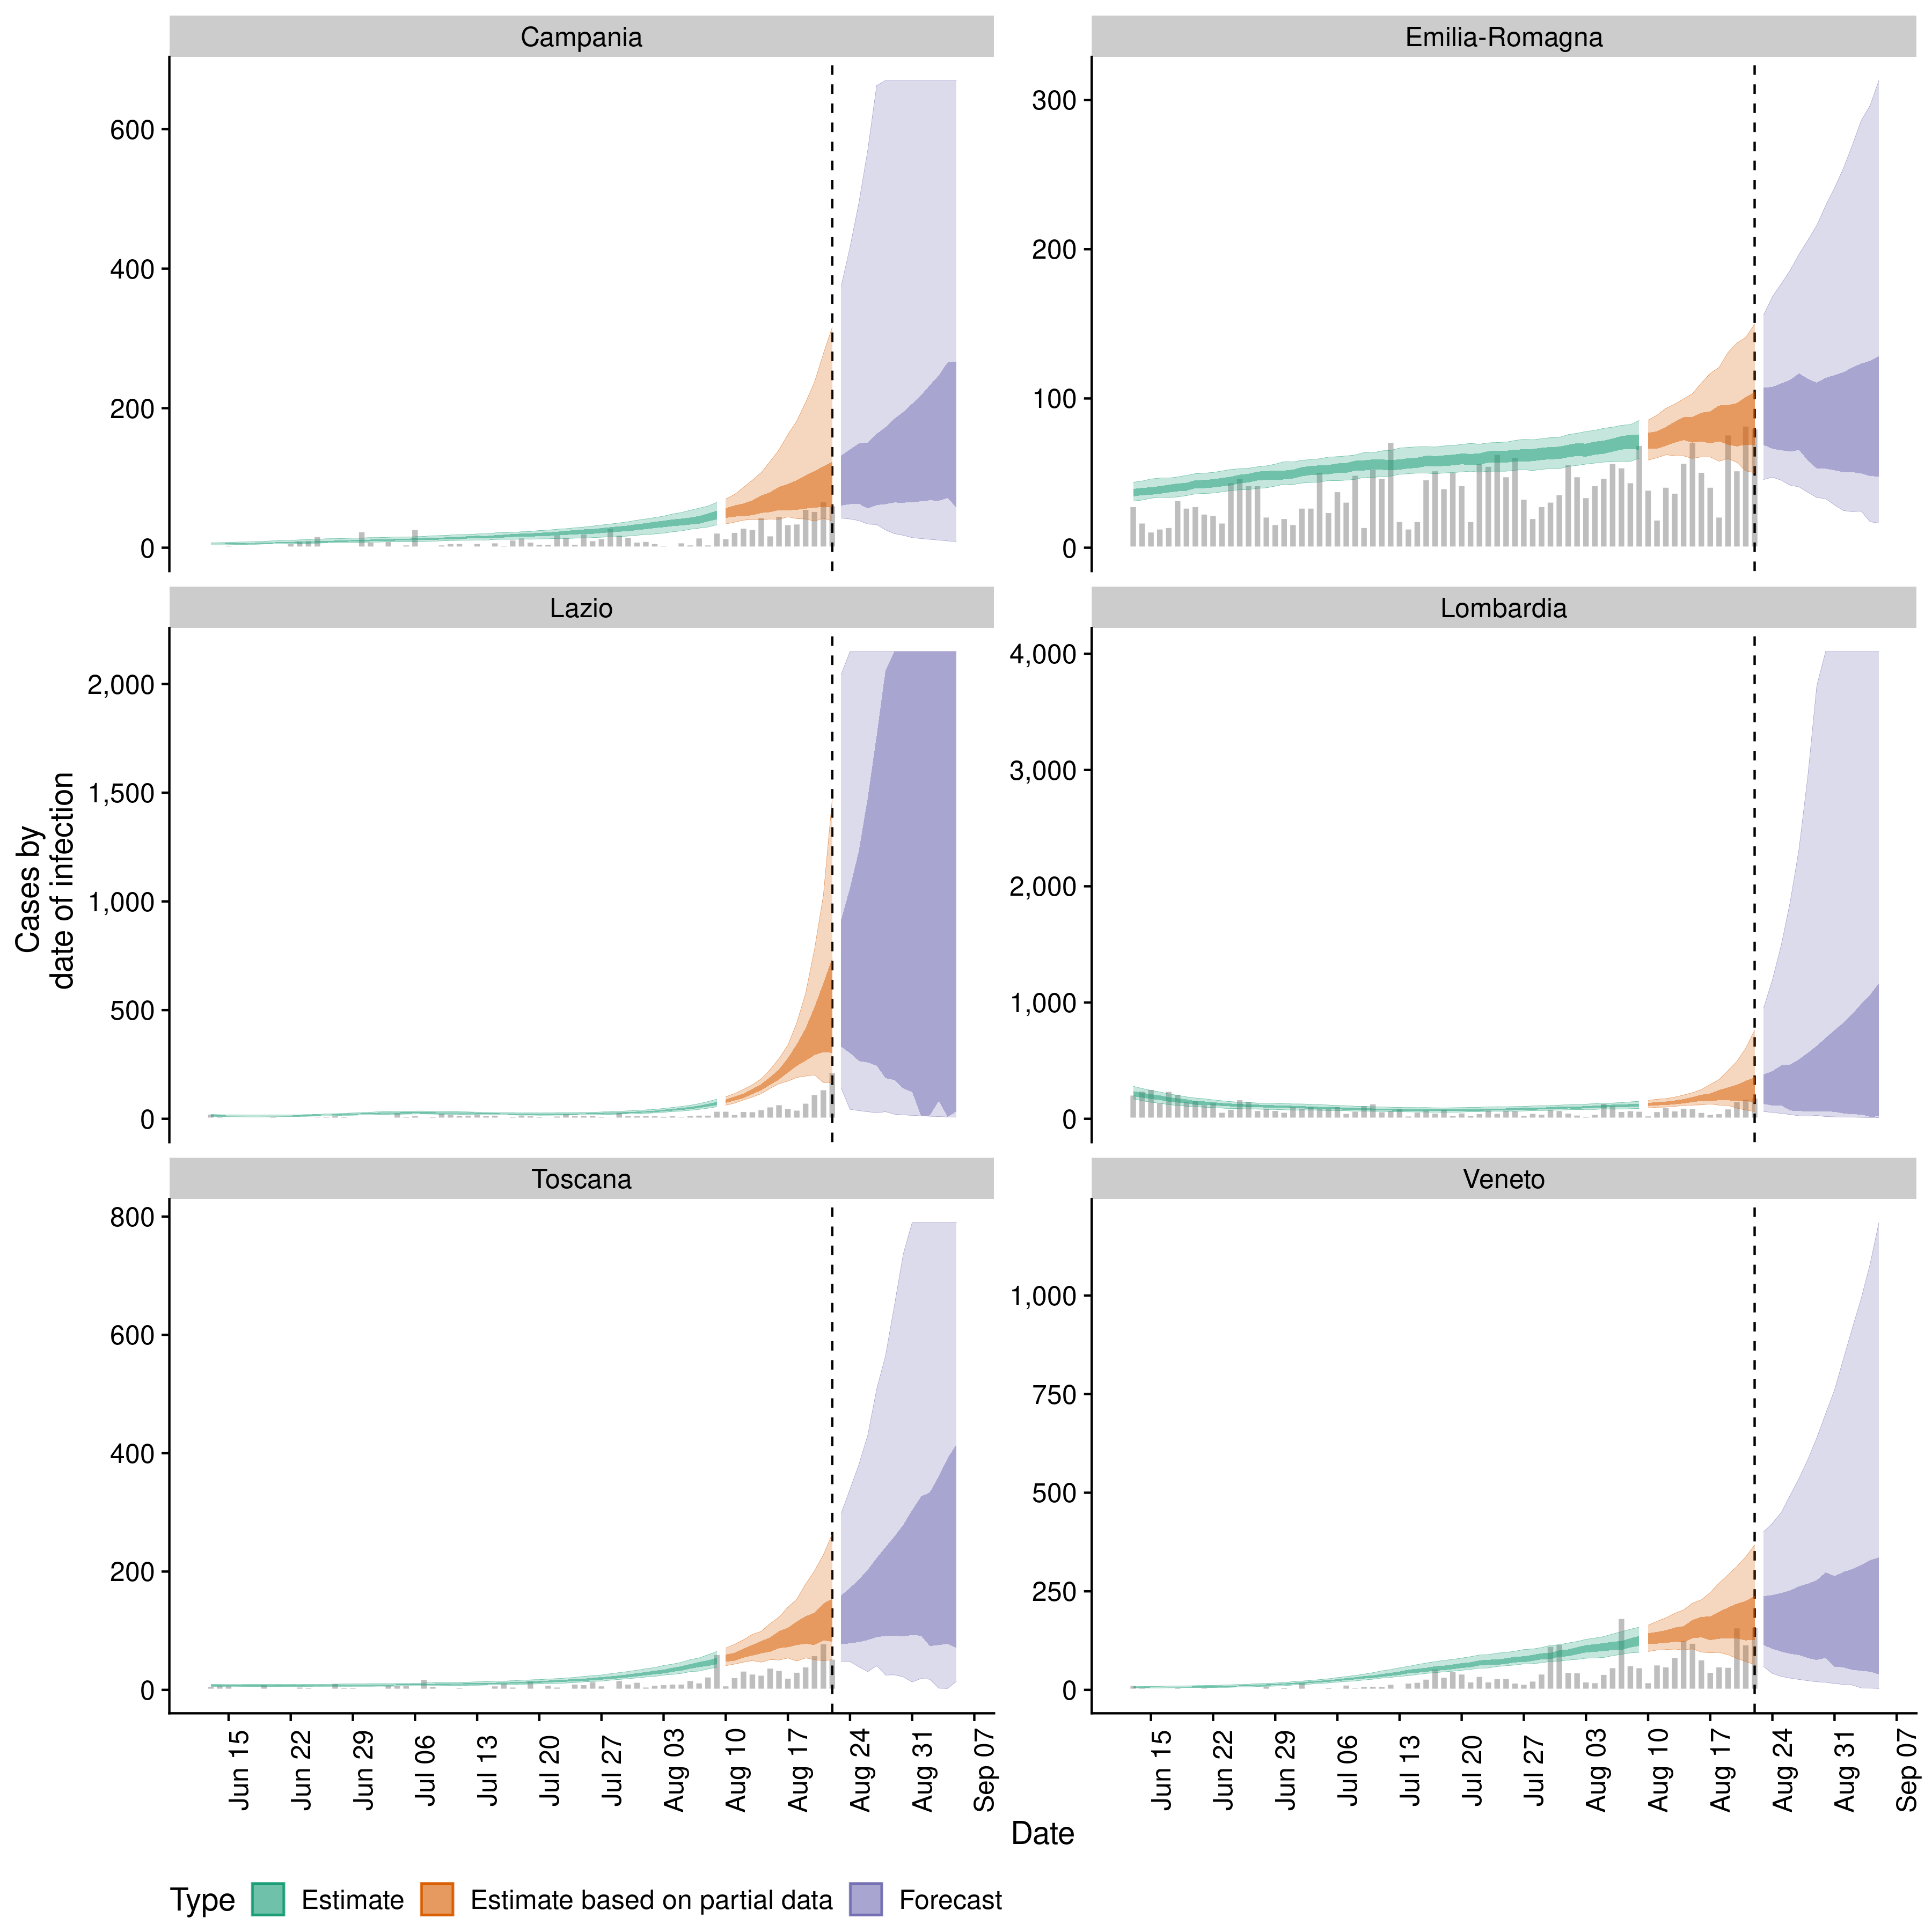 Campania
Emilia-Romagna
600
400
200
0
300
200
100
0
Lazio
Lombardia
2,000
1,500
1,000
500
0
4,000
3,000
2,000
1,000
0
Cases by
date of infection
Toscana
Veneto
800
600
400
200
0
1,000
750
500
250
0
Jun 15 Jun 22 Jun 29 Jul 06 Jul 13 Jul 20 Jul 27 Aug 03 Aug 10 Aug 17 Aug 24 Aug 31 Sep 07
Jun 15 Jun 22 Jun 29 Jul 06 Jul 13 Jul 20 Jul 27 Aug 03 Aug 10 Aug 17 Aug 24 Aug 31 Sep 07
Date
Type Estimate Estimate based on partial data Forecast